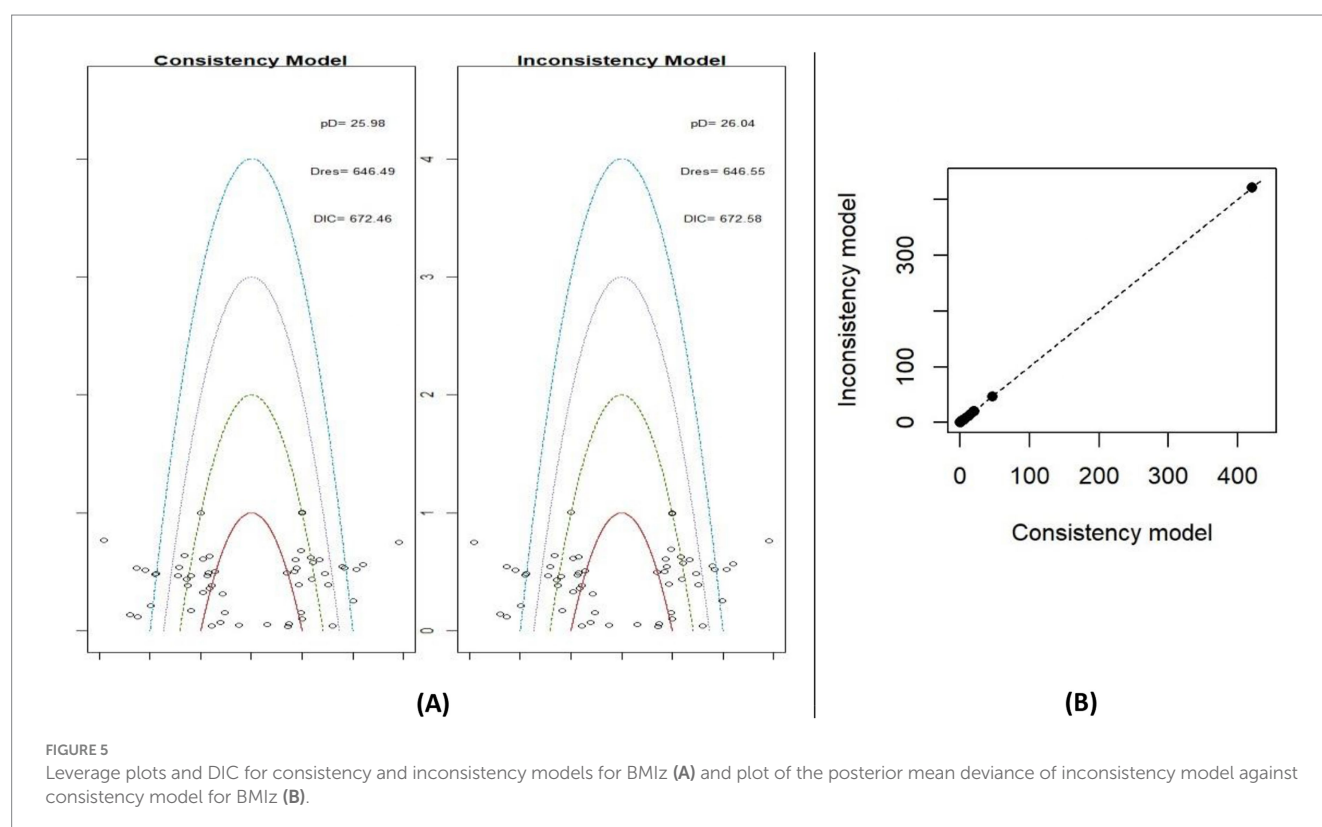 Consistency Model
pD= 25.98
Dres= 646.49
DIC= 672.46
4
3
2
1
0
Inconsistency Model
pD= 26.04
Dres= 646.55
DIC= 672.58
(A)
Inconsistency model
300
100
0
0 100 200 300 400
Consistency model
(B)
FIGURE 5
Leverage plots and DIC for consistency and inconsistency models for BMIz (A) and plot of the posterior mean deviance of inconsistency model against
consistency model for BMIz (B).